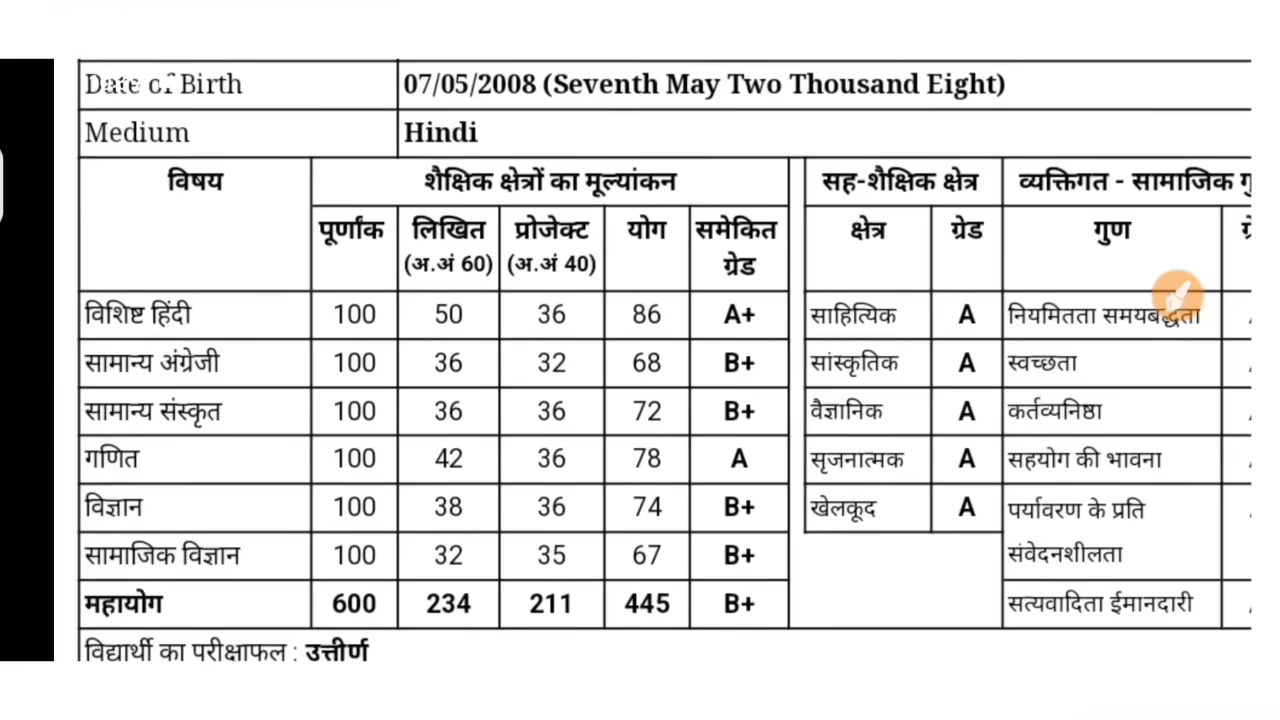 Date of Birth 07/05/2008 (Seventh May Two Thousand Eight)
Medium Hindi
विषय शैक्षिक क्षेत्रों का मूल्यांकन सह-शैक्षिक क्षेत्र व्यक्तिगत - सामाजिक
पूर्णांक लिखित प्रोजेक्ट योग समेकित क्षेत्र ग्रेड गुण
(अ.अं 60) (अ.अं 40) ग्रेड
विशिष्ट हिंदी 100 50 36 86 A+ साहित्यिक A नियमितता समयबद्धता
सामान्य अंग्रेजी 100 36 32 68 B+ सांस्कृतिक A स्वच्छता
सामान्य संस्कृत 100 36 36 72 B+ वैज्ञानिक A कर्तव्यनिष्ठा
गणित 100 42 36 78 A सृजनात्मक A सहयोग की भावना
विज्ञान 100 38 36 74 B+ खेलकूद A पर्यावरण के प्रति
सामाजिक विज्ञान 100 32 35 67 B+ संवेदनशीलता
महायोग 600 234 211 445 B+ सत्यवादिता ईमानदारी
विद्यार्थी का परीक्षाफल : उत्तीर्ण